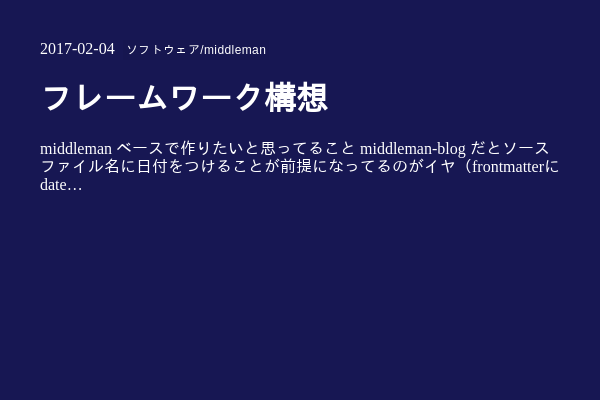 2017-02-04 ソフトウェア/middleman
フレームワーク構想
middleman ベースで作りたいと思ってること middleman-blog だとソース
ファイル名に日付をつけることが前提になってるのがイヤ（frontmatterに
date…